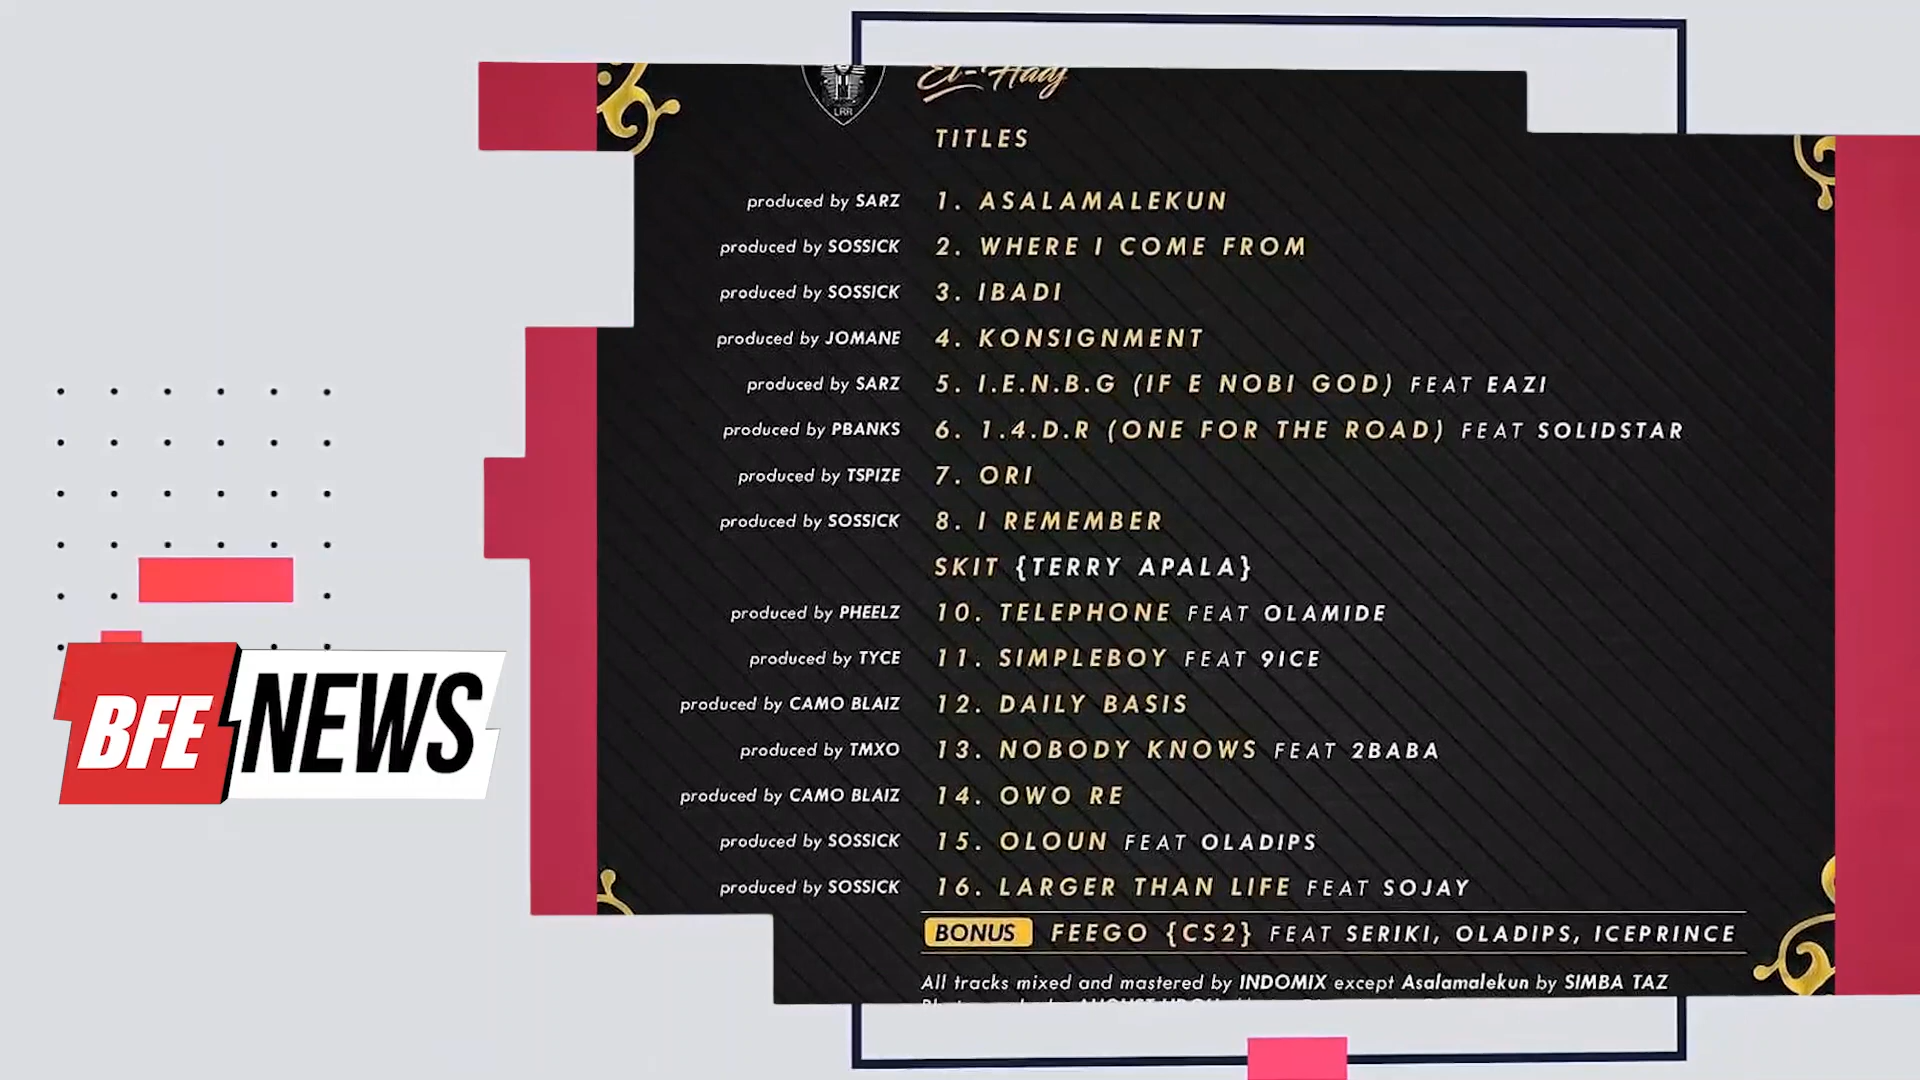 LRR
El-Hadj
TITLES
produced by SARZ 1. ASALAMALEKUN
produced by SOSSICK 2. WHERE I COME FROM
produced by SOSSICK 3. IBADI
produced by JOMANE 4. KONSIGNMENT
produced by SARZ 5. I.E.N.B.G (IF E NOBI GOD) FEAT EAZI
produced by PBANKS 6. 1.4.D.R (ONE FOR THE ROAD) FEAT SOLIDSTAR
produced by TSPIZE 7. ORI
produced by SOSSICK 8. I REMEMBER
SKIT {TERRY APALA}
produced by PHEELZ 10. TELEPHONE FEAT OLAMIDE
produced by TYCE 11. SIMPLEBOY FEAT 9ICE
produced by CAMO BLAIZ 12. DAILY BASIS
produced by TMXO 13. NOBODY KNOWS FEAT 2BABA
produced by CAMO BLAIZ 14. OWO RE
produced by SOSSICK 15. OLOUN FEAT OLADIPS
produced by SOSSICK 16. LARGER THAN LIFE FEAT SOJAY
BONUS FEEGO {CS2} FEAT SERIKI, OLADIPS, ICEPRINCE
All tracks mixed and mastered by INDOMIX except Asalamalekun by SIMBA TAZ
BFE NEWS